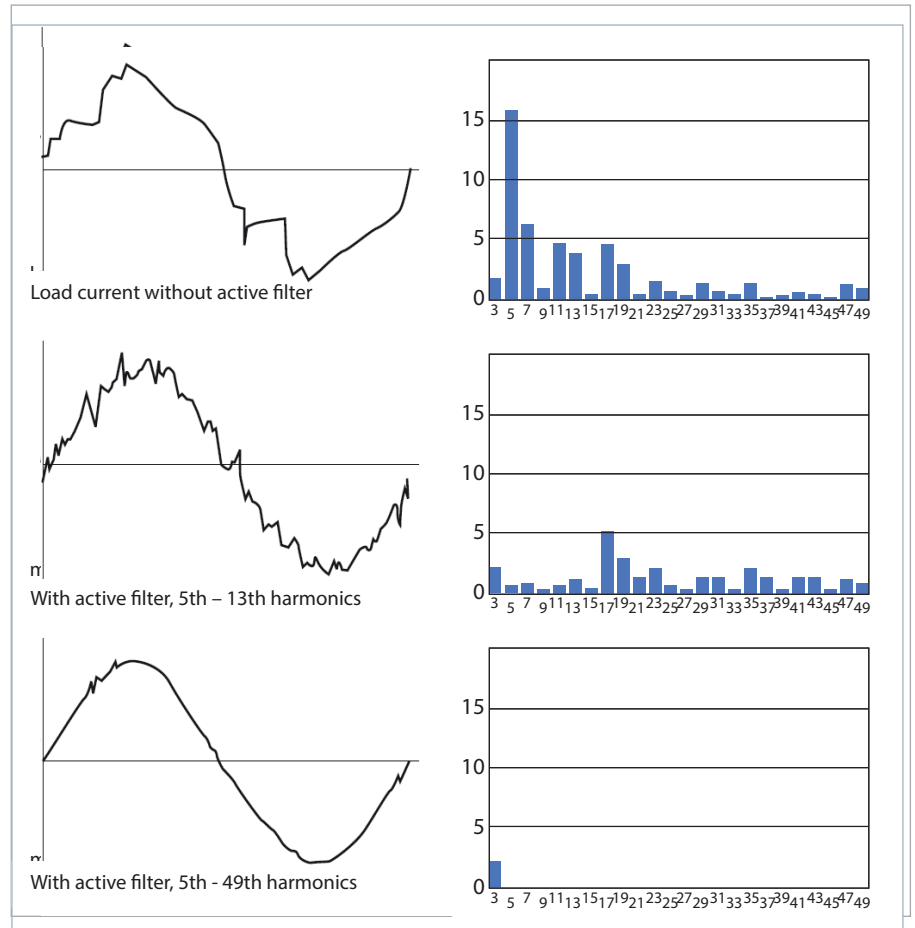 15
10
5
0
3 5 7 9 11 13 15 17 19 21 23 25 27 29 31 33 35 37 39 41 43 45 47 49
Load current without active filter
15
10
5
0
3 5 7 9 11 13 15 17 19 21 23 25 27 29 31 33 35 37 39 41 43 45 47 49
With active filter, 5th – 13th harmonics
15
10
5
0
3 5 7 9 11 13 15 17 19 21 23 25 27 29 31 33 35 37 39 41 43 45 47 49
With active filter, 5th - 49th harmonics